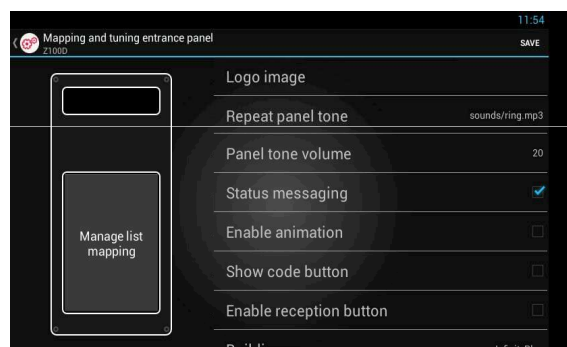 11:54
Mapping and tuning entrance panel
Z100D
SAVE
Logo image
Repeat panel tone
sounds/ring.mp3
Panel tone volume
20
Status messaging
Enable animation
Manage list
mapping
Show code button
Enable reception button